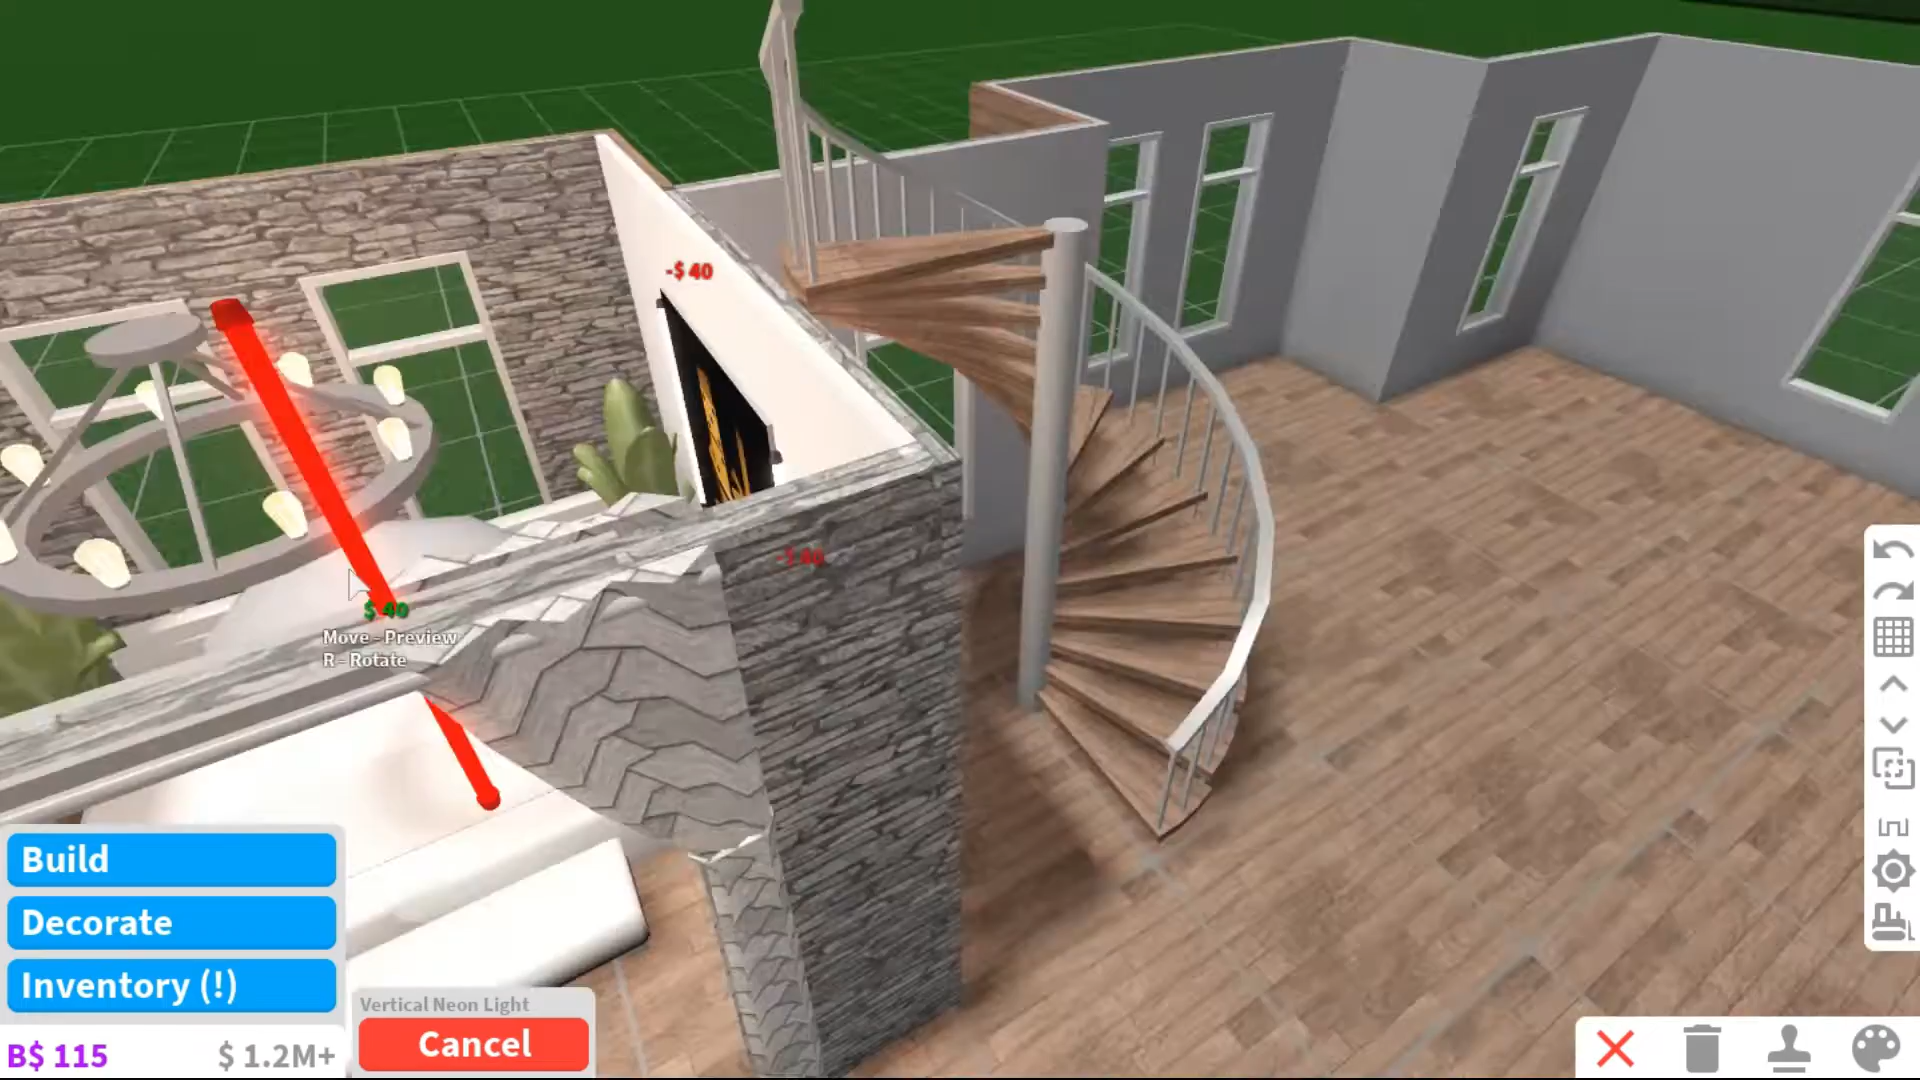 -$ 40
-$ 40
$ 40
Move - Preview
R - Rotate
Build
Decorate
Inventory (!)
B$ 115
$ 1.2M+
Vertical Neon Light
Cancel